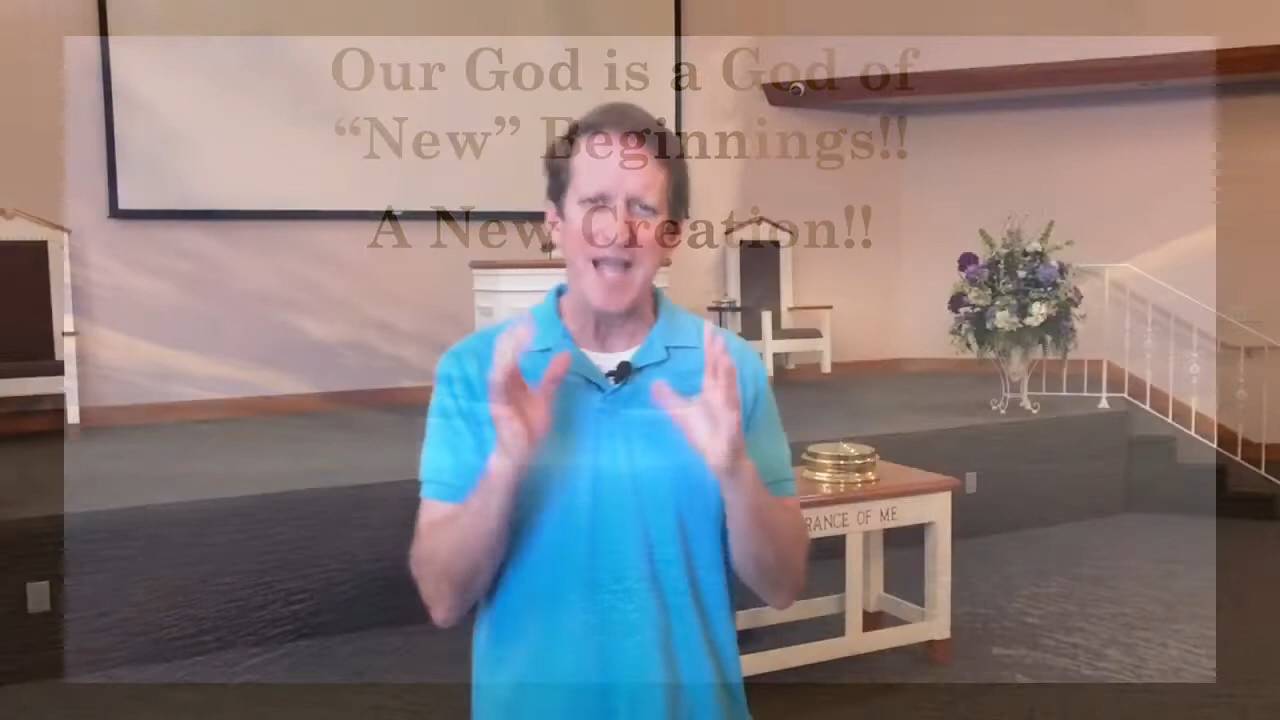 Our God is a God of
“New” Beginnings!!
A New Creation!!
RANCE OF ME